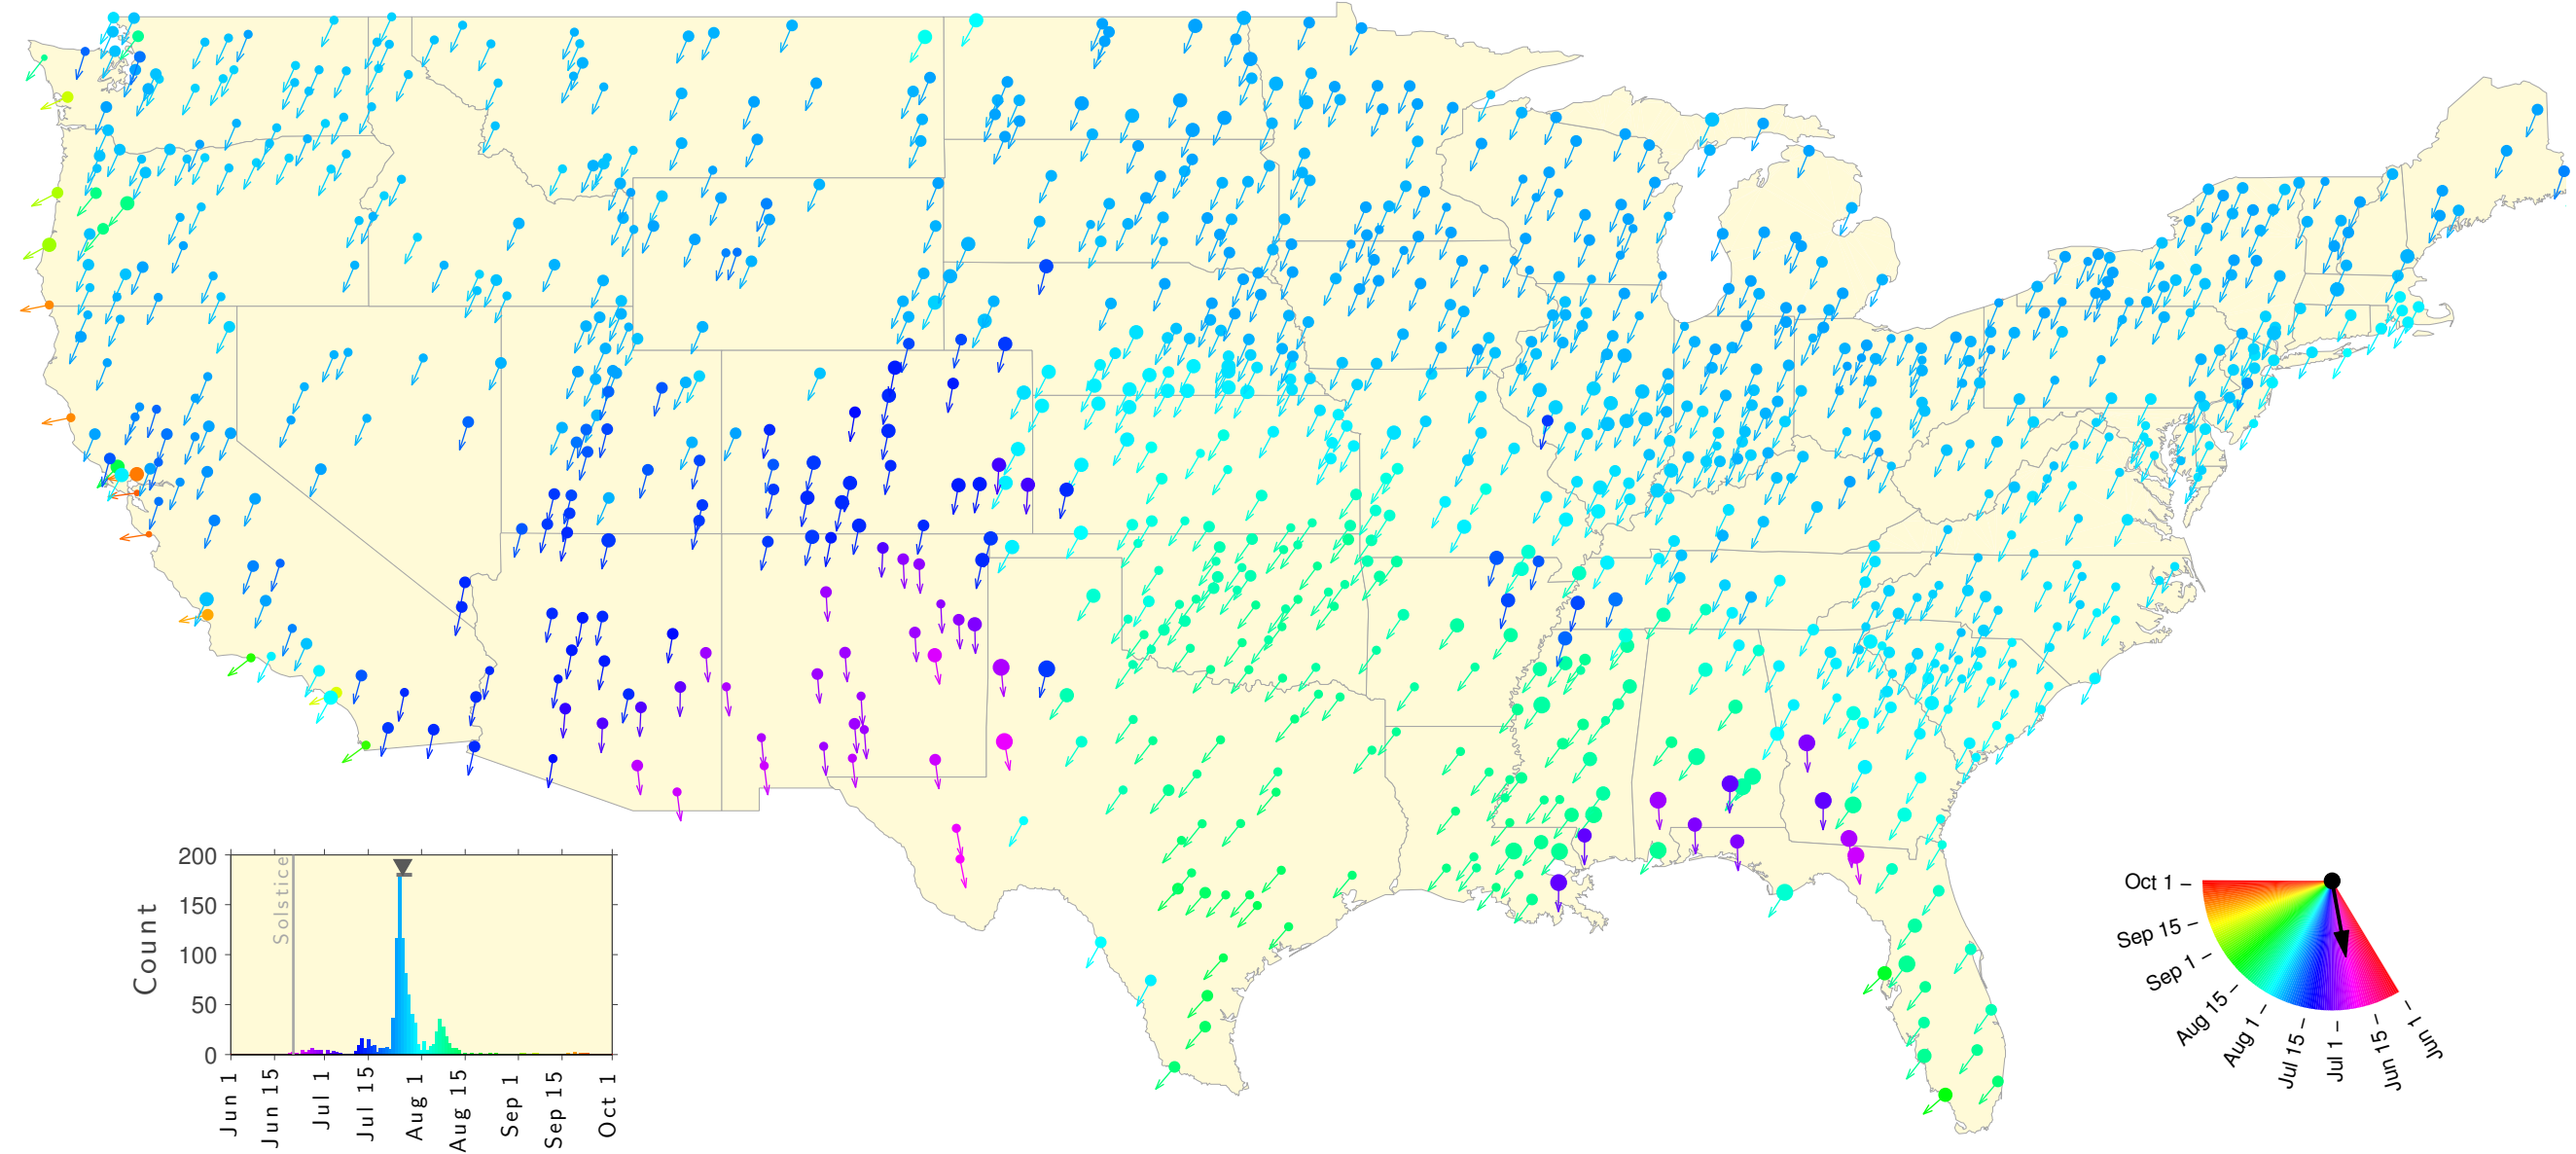 200
150
100
50
0
Count
Solstice
Jun 1
Jun 15
Jul 1
Jul 15
Aug 1
Aug 15
Sep 1
Sep 15
Oct 1
Oct 1
Sep 15
Sep 1
Aug 15
Aug 1
Jul 15
Jul 1
Jun 15
Jun 1